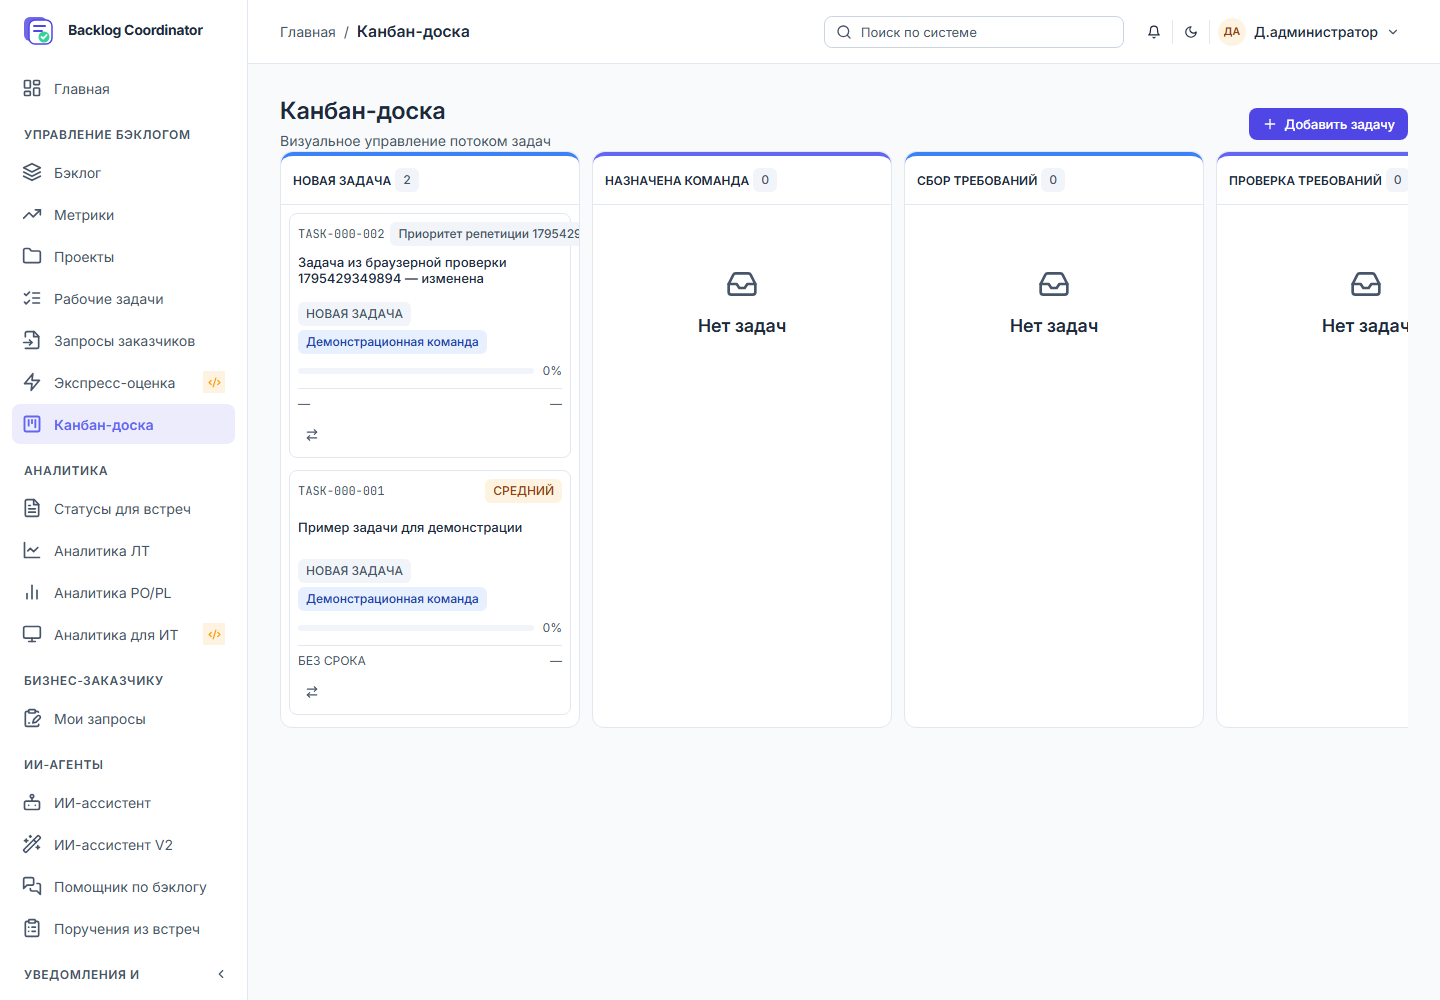 Backlog Coordinator
Главная
УПРАВЛЕНИЕ БЭКЛОГОМ
Бэклог
Метрики
Проекты
Рабочие задачи
Запросы заказчиков
Экспресс-оценка
Канбан-доска
АНАЛИТИКА
Статусы для встреч
Аналитика ЛТ
Аналитика PO/PL
Аналитика для ИТ
БИЗНЕС-ЗАКАЗЧИКУ
Мои запросы
ИИ-АГЕНТЫ
ИИ-ассистент
ИИ-ассистент V2
Помощник по бэклогу
Поручения из встреч
УВЕДОМЛЕНИЯ И
Главная / Канбан-доска
Поиск по системе
ДА Д.администратор
Канбан-доска
Визуальное управление потоком задач
Добавить задачу
НОВАЯ ЗАДАЧА 2
TASK-000-002 Приоритет репетиции 1795429
Задача из браузерной проверки
1795429349894 — изменена
НОВАЯ ЗАДАЧА
Демонстрационная команда
0%
— —
TASK-000-001 СРЕДНИЙ
Пример задачи для демонстрации
НОВАЯ ЗАДАЧА
Демонстрационная команда
0%
БЕЗ СРОКА —
НАЗНАЧЕНА КОМАНДА 0
Нет задач
СБОР ТРЕБОВАНИЙ 0
Нет задач
ПРОВЕРКА ТРЕБОВАНИЙ 0
Нет задач